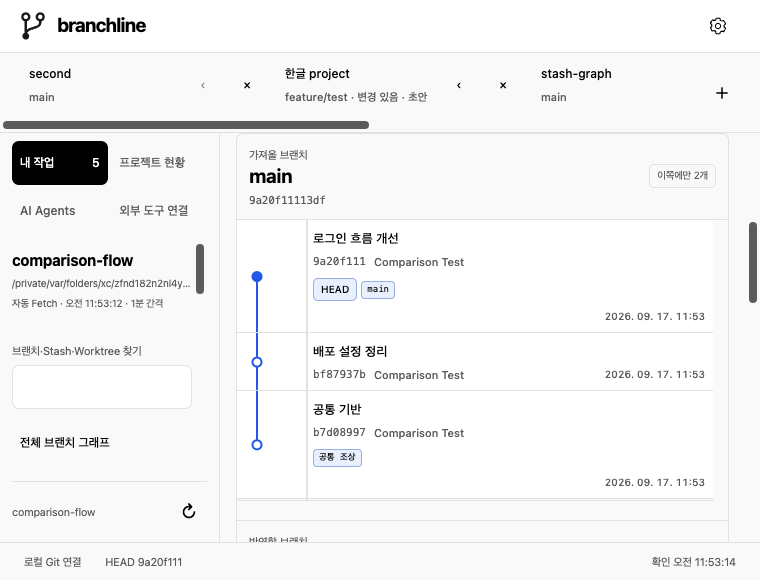 branchline
second
main
‹
×
한글 project
feature/test · 변경 있음 · 초안
‹
×
stash-graph
main
+
내 작업 5
프로젝트 현황
AI Agents
외부 도구 연결
comparison-flow
/private/var/folders/xc/zfnd182n2nl4y...
자동 Fetch · 오전 11:53:12 · 1분 간격
브랜치·Stash·Worktree 찾기
전체 브랜치 그래프
comparison-flow
가져올 브랜치
main
9a20f11113df
이쪽에만 2개
로그인 흐름 개선
9a20f111 Comparison Test
HEAD main
2026. 09. 17. 11:53
배포 설정 정리
bf87937b Comparison Test 2026. 09. 17. 11:53
공통 기반
b7d08997 Comparison Test
공통 조상
2026. 09. 17. 11:53
로컬 Git 연결 HEAD 9a20f111 확인 오전 11:53:14